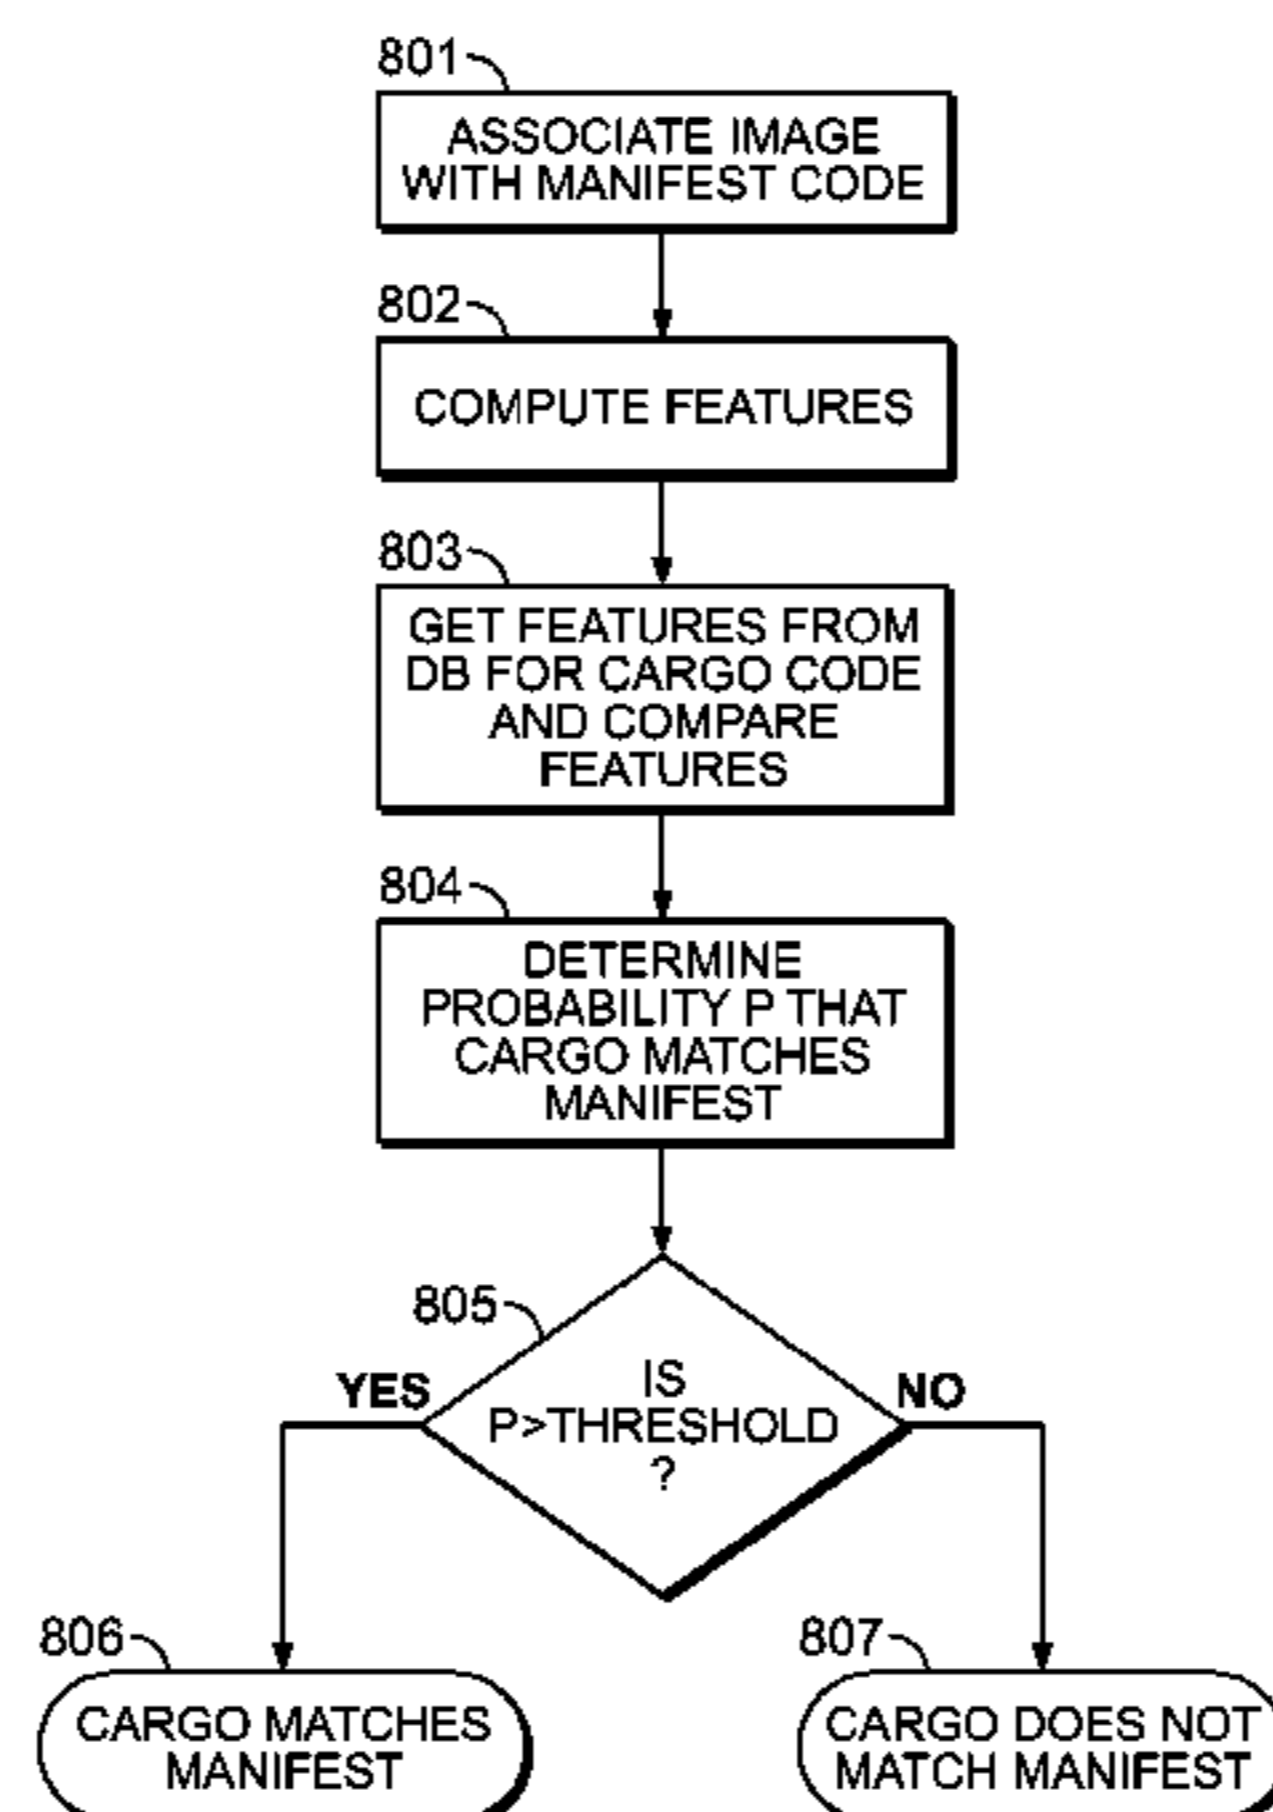 801
ASSOCIATE IMAGE
WITH MANIFEST CODE
802
COMPUTE FEATURES
803
GET FEATURES FROM
DB FOR CARGO CODE
AND COMPARE
FEATURES
804
DETERMINE
PROBABILITY P THAT
CARGO MATCHES
MANIFEST
805
IS
P>THRESHOLD
?
YES
NO
806
CARGO MATCHES
MANIFEST
807
CARGO DOES NOT
MATCH MANIFEST